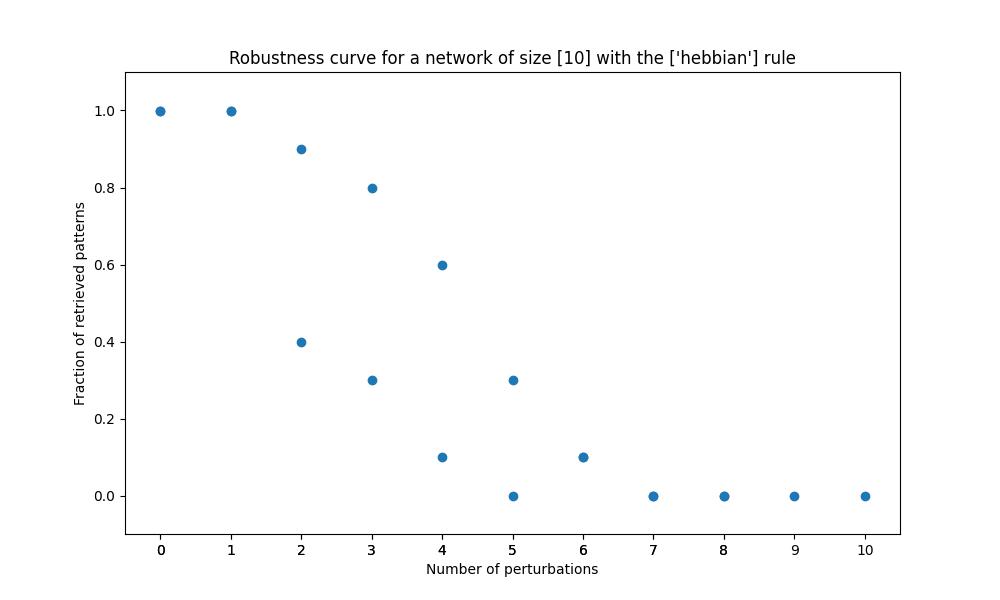 Robustness curve for a network of size [10] with the ['hebbian'] rule
1.0
0.8
0.6
0.4
0.2
0.0
Fraction of retrieved patterns
0 1 2 3 4 5 6 7 8 9 10
Number of perturbations